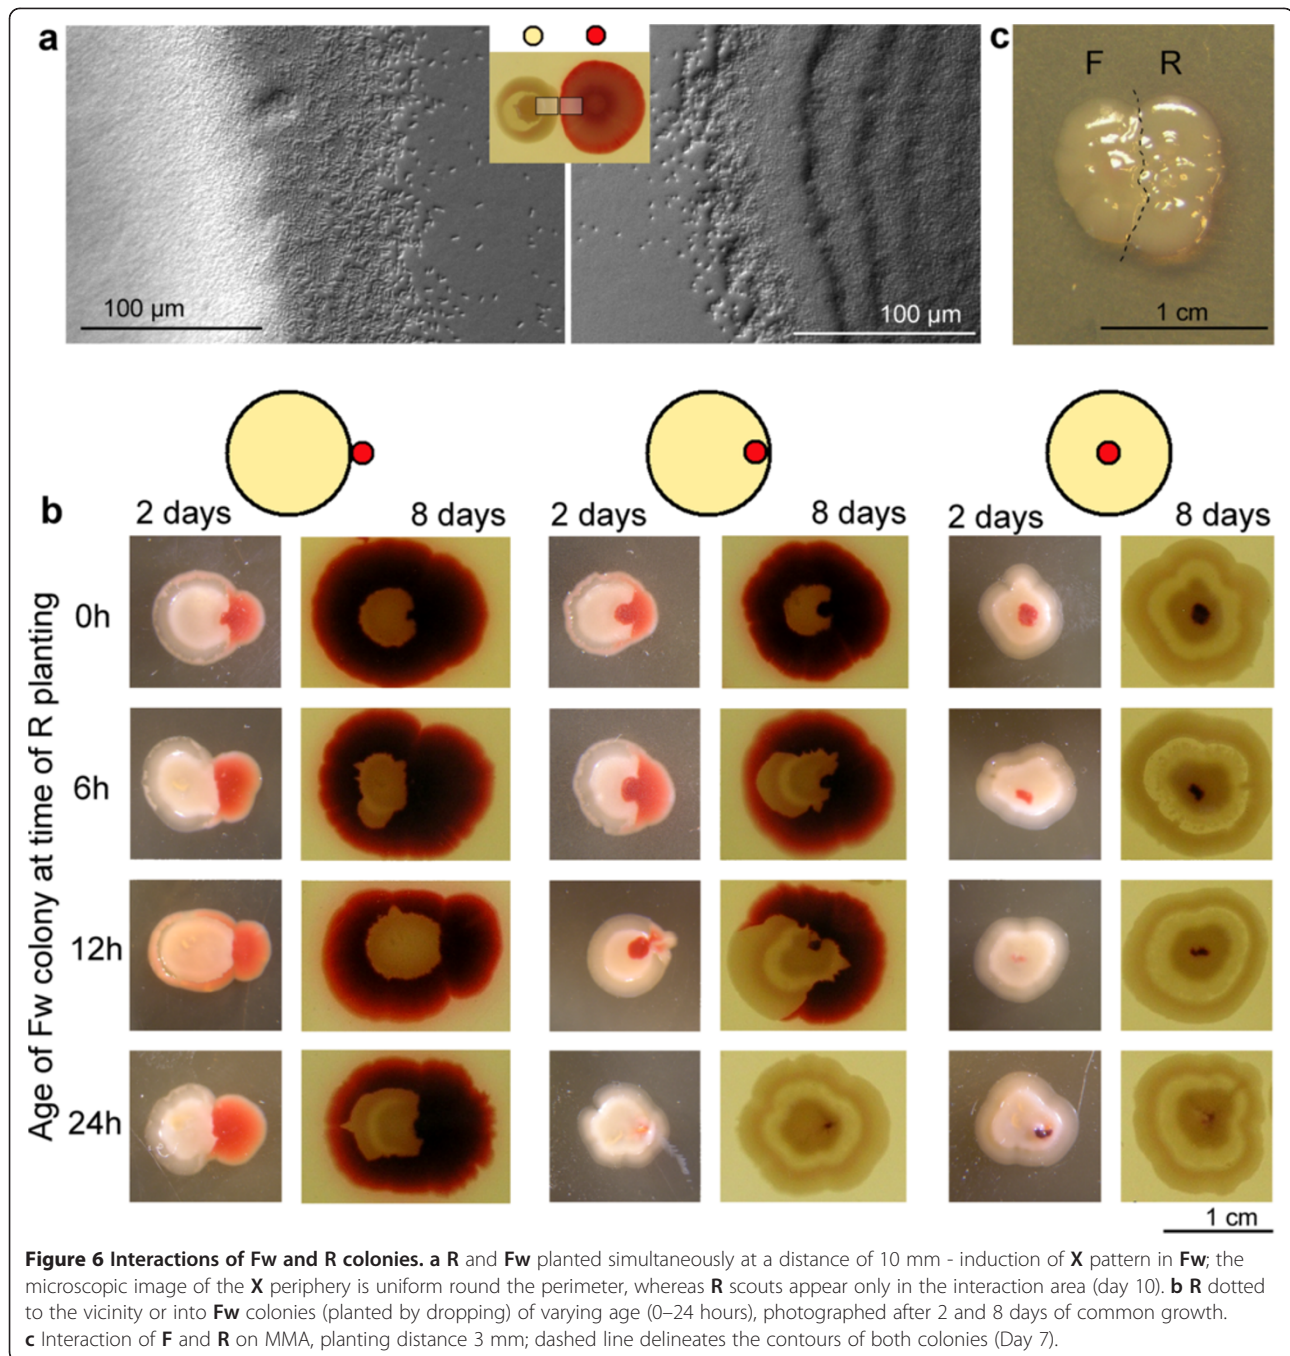 a
c
F R
100 µm
100 µm
1 cm
b
2 days 8 days 2 days 8 days 2 days 8 days
Age of Fw colony at time of R planting
0h
6h
12h
24h
1 cm
Figure 6 Interactions of Fw and R colonies. a R and Fw planted simultaneously at a distance of 10 mm - induction of X pattern in Fw; the
microscopic image of the X periphery is uniform round the perimeter, whereas R scouts appear only in the interaction area (day 10). b R dotted
to the vicinity or into Fw colonies (planted by dropping) of varying age (0–24 hours), photographed after 2 and 8 days of common growth.
c Interaction of F and R on MMA, planting distance 3 mm; dashed line delineates the contours of both colonies (Day 7).